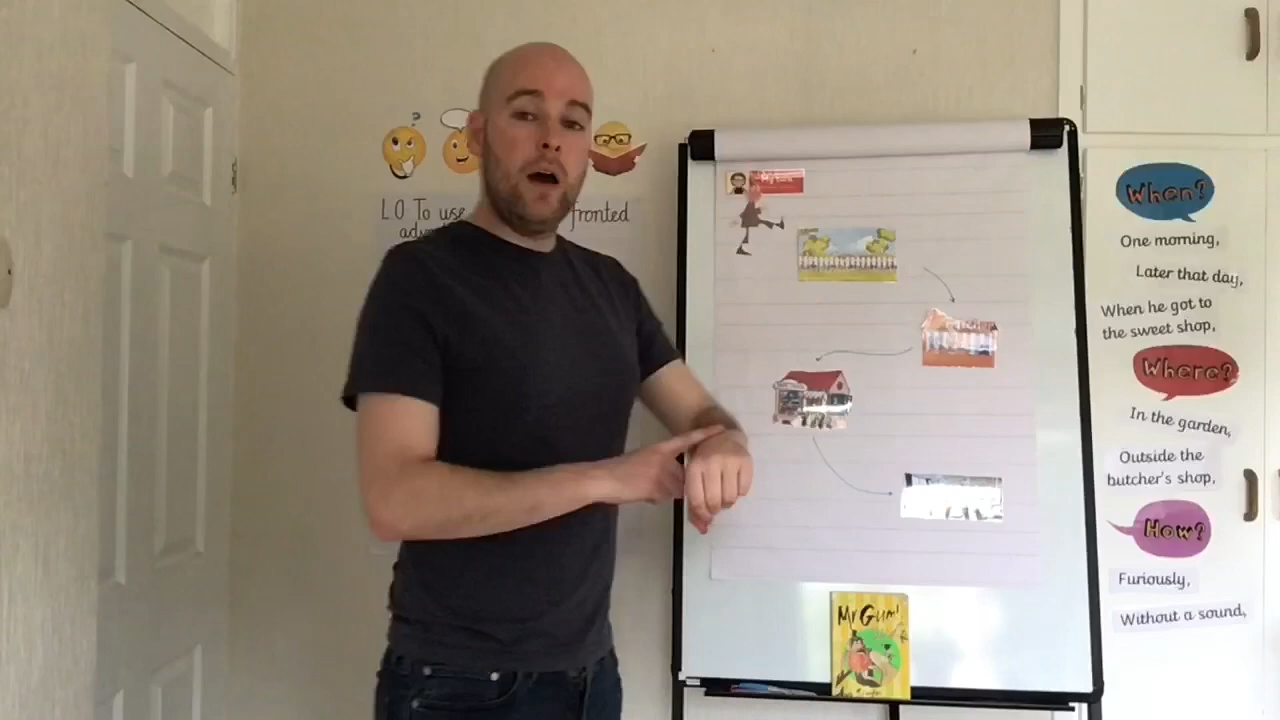 ?
L O To use fronted
When?
One morning,
Later that day,
When he got to
the sweet shop,
Where?
In the garden,
Outside the
butcher's shop,
How?
Furiously,
Without a sound,
Mr Gum!